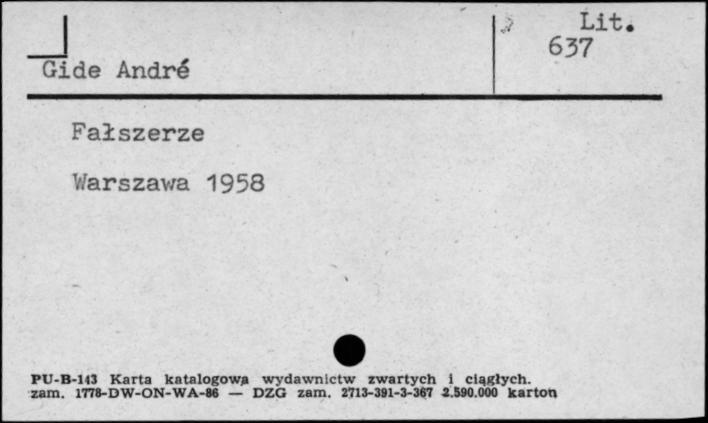 Lit.
637
Gide André
Fałszerze
Warszawa 1958
PU-B-143 Karta katalogowa wydawnictw zwartych i ciągłych.
zam. 1778-DW-ON-WA-86 — DZG zam. 2713-391-3-367 2.590.000 karton